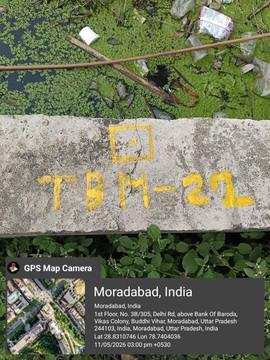 TBM-22
GPS Map Camera
Moradabad, India
Moradabad, India
1st Floor, No. 3B/305, Delhi Rd, above Bank Of Baroda,
Vikas Colony, Buddhi Vihar, Moradabad, Uttar Pradesh
244103, India, Moradabad, Uttar Pradesh, India
Lat 28.8310746 Lon 78.7404036
11/05/2026 03:00 pm +0530